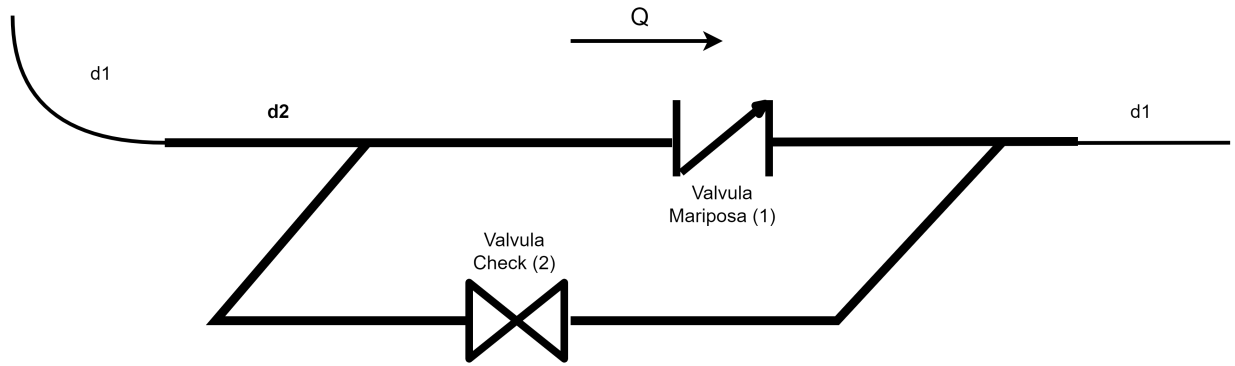 Q
d1
d2
d1
Valvula
Mariposa (1)
Valvula
Check (2)